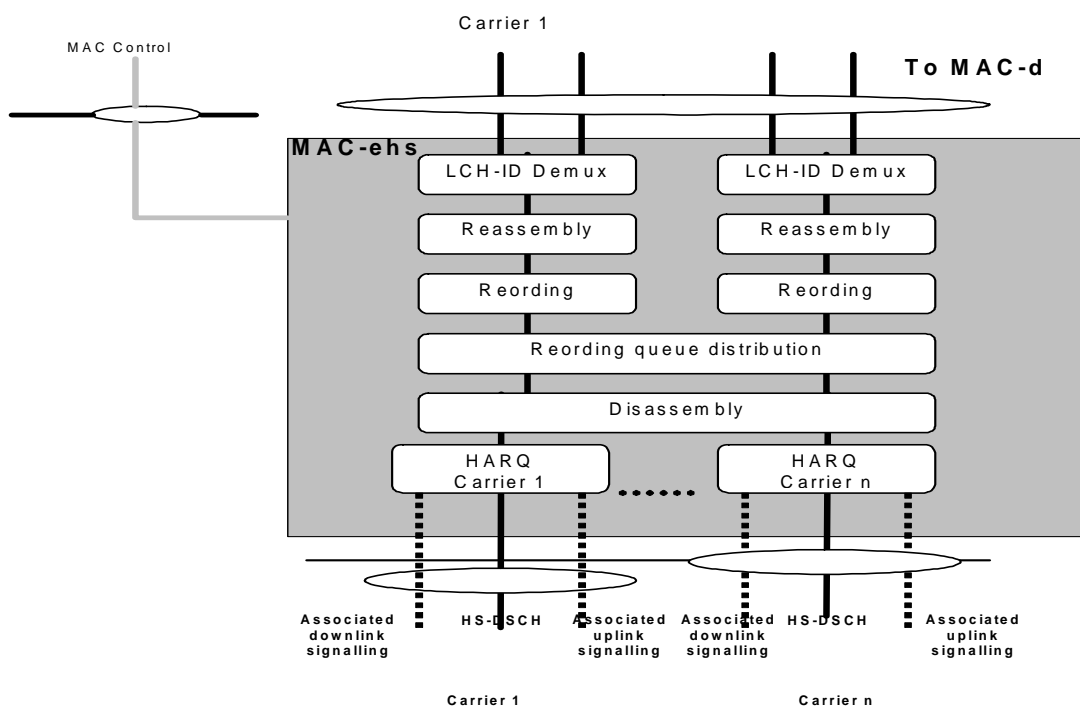 Carrier 1
MAC Control
To MAC-d
MAC-ehs
LCH-ID Demux
LCH-ID Demux
Reassembly
Reassembly
Reording
Reording
Reording queue distribution
Disassembly
HARQ
Carrier 1
HARQ
Carrier n
Associated
downlink
signalling
HS-DSCH
Associated
uplink
signalling
Associated
downlink
signalling
HS-DSCH
Associated
uplink
signalling
Carrier 1
Carrier n